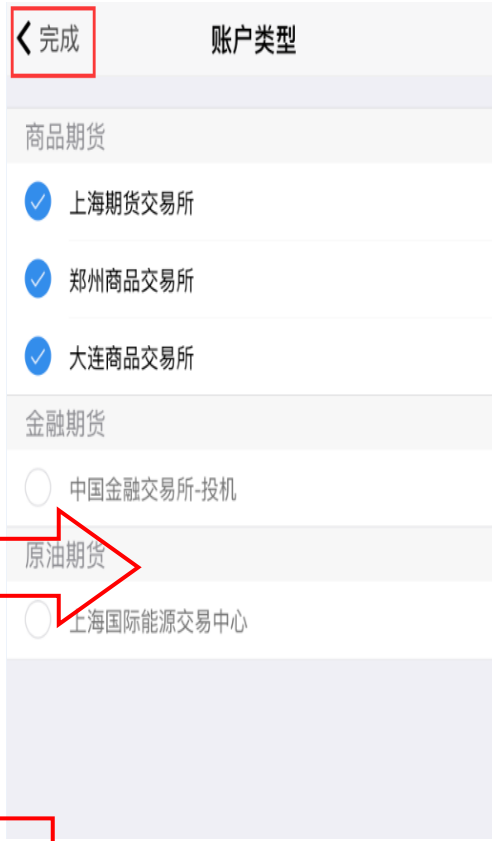 完成
账户类型
商品期货
上海期货交易所
郑州商品交易所
大连商品交易所
金融期货
中国金融交易所-投机
原油期货
上海国际能源交易中心